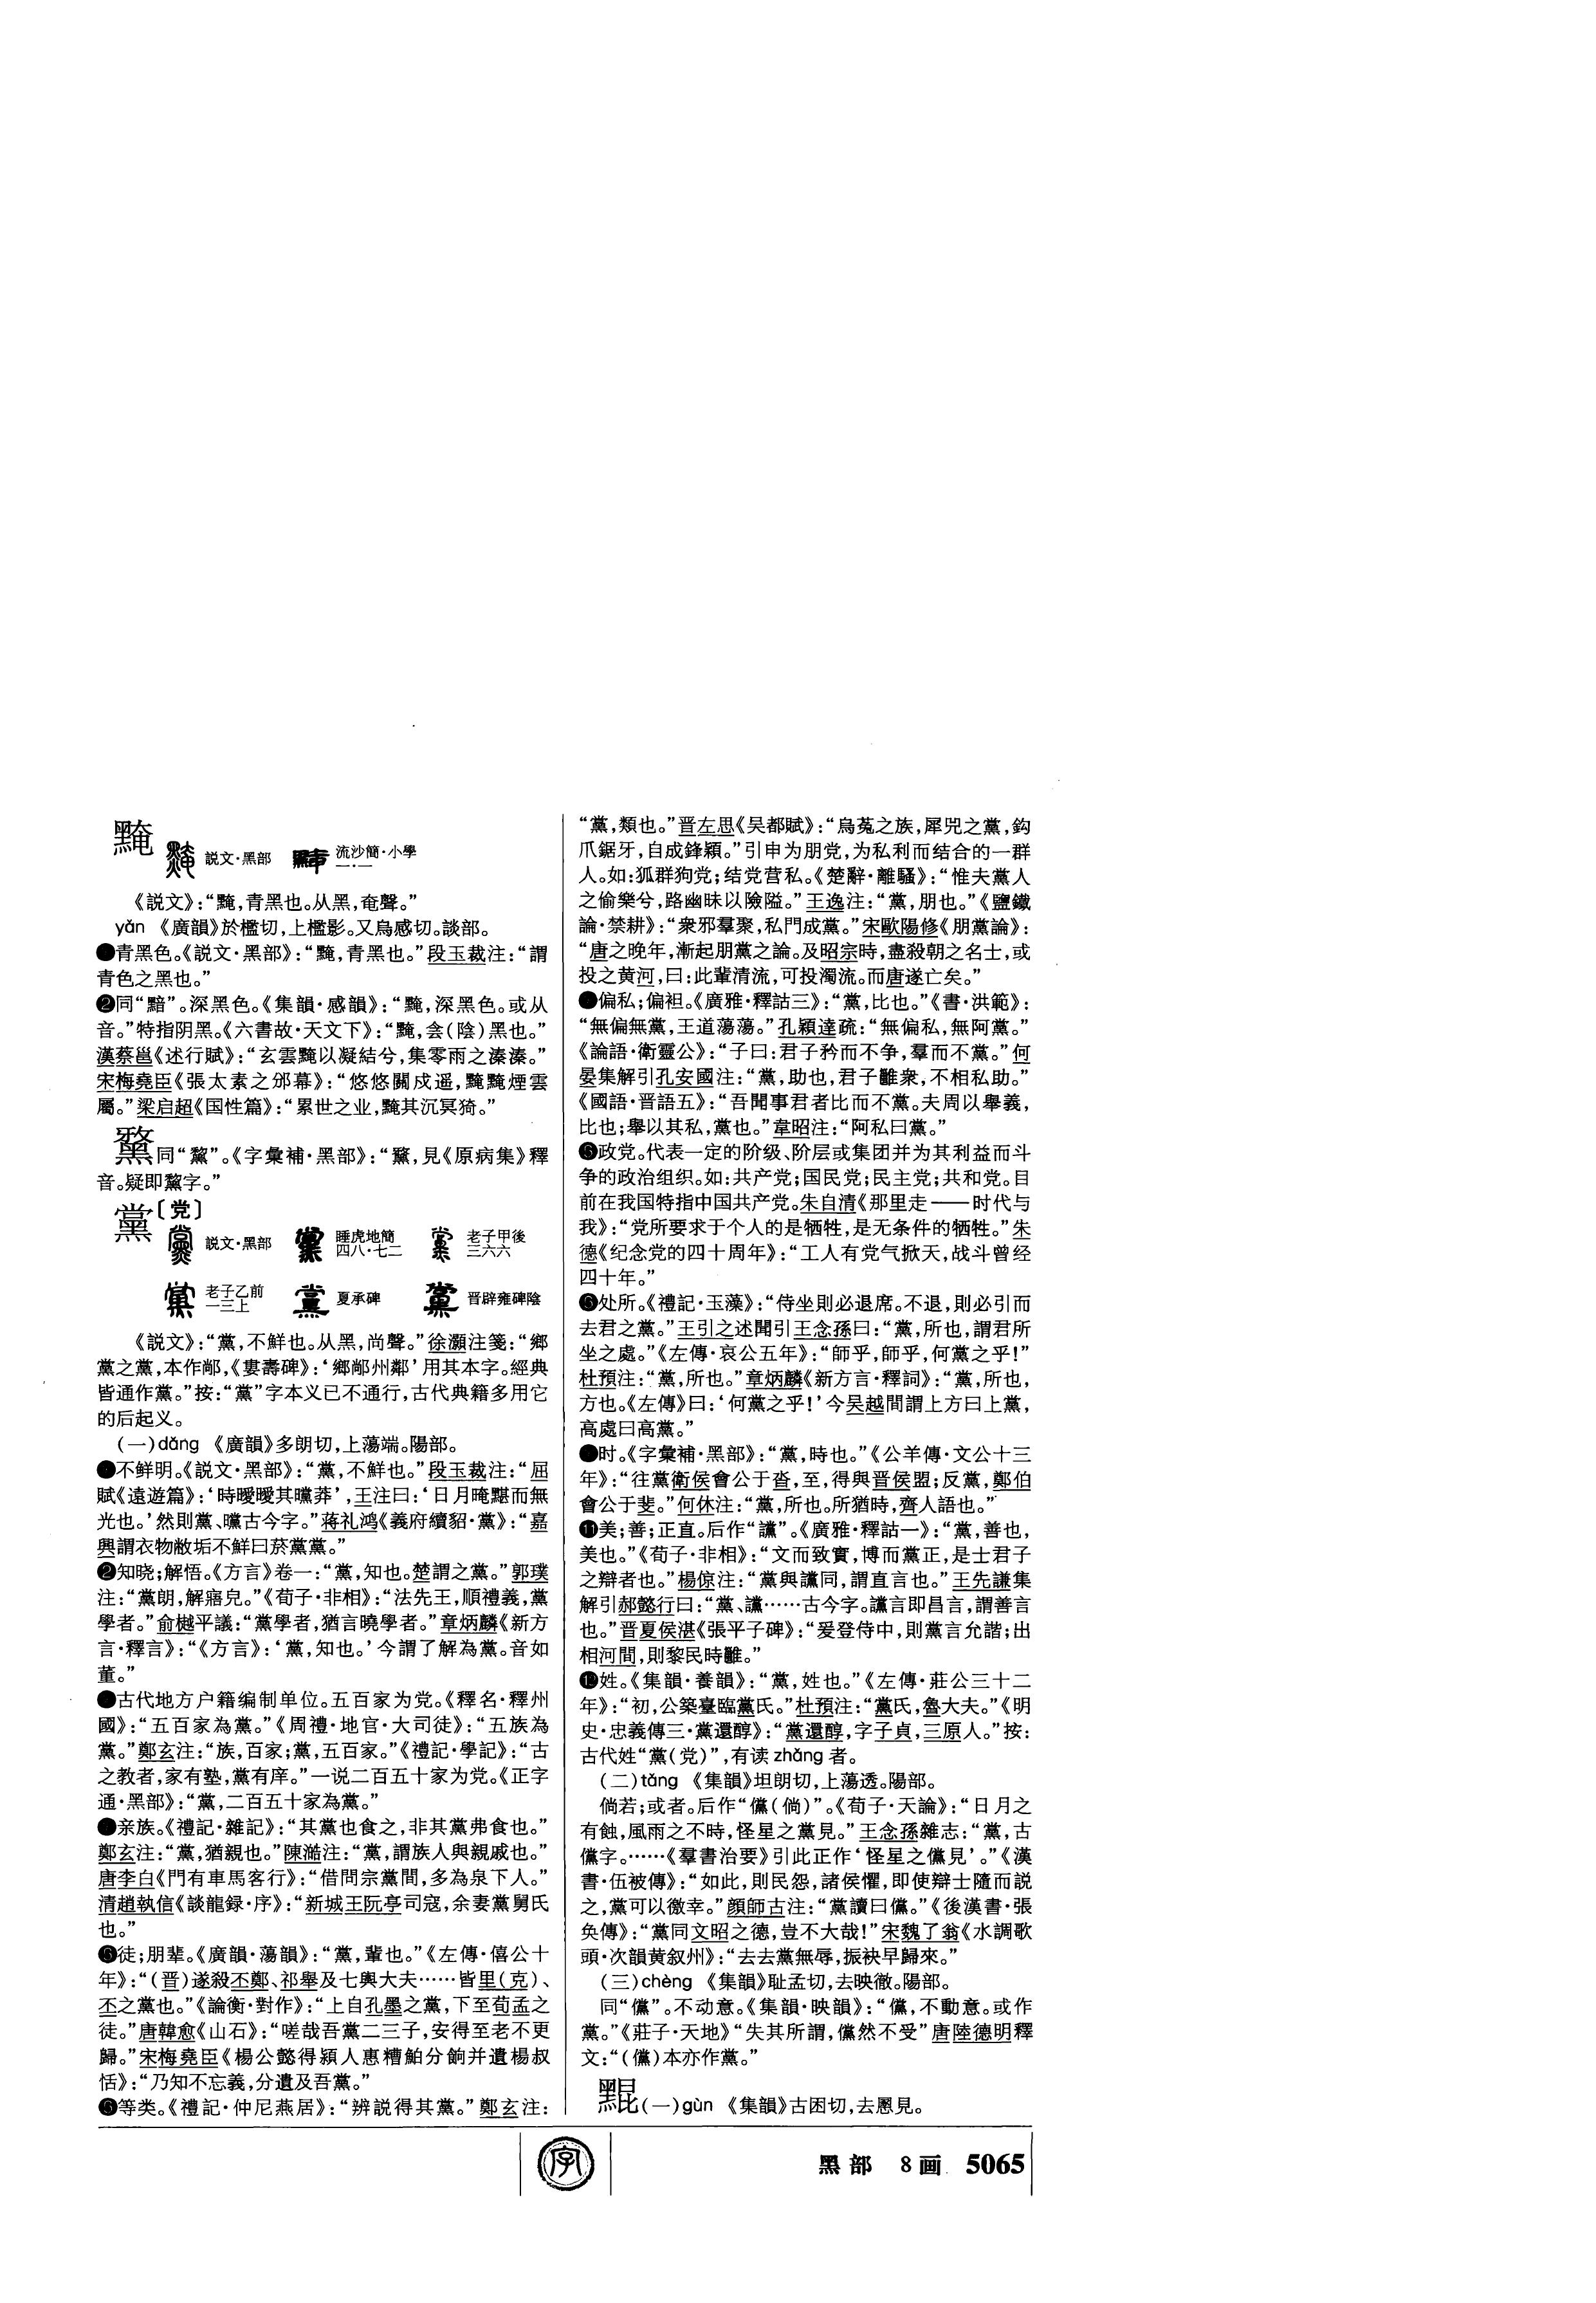 黤
説文·黑部
流沙簡·小學
一·一
《説文》：“黤，青黑也。从黑，奄聲。”
yǎn 《廣韻》於檻切，上檻影。又烏感切。談部。
青黑色。《説文·黑部》：“黤，青黑也。”段玉裁注：“謂
青色之黑也。”
❷同“黯”。深黑色。《集韻·感韻》：“黤，深黑色。或从
音。”特指阴黑。《六書故·天文下》：“黤，侌（陰）黑也。”
漢蔡邕《述行賦》：“玄雲黤以凝結兮，集零雨之溱溱。”
宋梅堯臣《張太素之邠幕》：“悠悠關戍遥，黤黤煙雲
屬。”梁启超《国性篇》：“累世之业，黤其沉冥猗。”
同“黧”。《字彙補·黑部》：“，見《原病集》釋
音。疑即黧字。”
黨〔党〕
説文·黑部
睡虎地簡
四八·七二
老子甲後
三六六
老子乙前
一三上
夏承碑
晋辟雍碑陰
《説文》：“黨，不鮮也。从黑，尚聲。”徐灝注箋：“鄉
黨之黨，本作鄗，《婁壽碑》：‘鄉鄗州鄰’用其本字。經典
皆通作黨。”按：“黨”字本义已不通行，古代典籍多用它
的后起义。
（一）dǎng 《廣韻》多朗切，上蕩端。陽部。
不鲜明。《説文·黑部》：“黨，不鮮也。”段玉裁注：“屈
賦《遠遊篇》：‘時曖曃其曭莽’，王注曰：‘日月晻黮而無
光也。’然則黨、曭古今字。”蒋礼鸿《義府續貂·黨》：“嘉
興謂衣物敝垢不鮮曰菸黨黨。”
❷知晓；解悟。《方言》卷一：“黨，知也。楚謂之黨。”郭璞
注：“黨朗，解寤皃。”《荀子·非相》：“法先王，順禮義，黨
學者。”俞樾平議：“黨學者，猶言曉學者。”章炳麟《新方
言·釋言》：“《方言》：‘黨，知也。’今謂了解為黨。音如
董。”
古代地方户籍编制单位。五百家为党。《釋名·釋州
國》：“五百家為黨。”《周禮·地官·大司徒》：“五族為
黨。”鄭玄注：“族，百家；黨，五百家。”《禮記·學記》：“古
之教者，家有塾，黨有庠。”一说二百五十家为党。《正字
通·黑部》：“黨，二百五十家為黨。”
亲族。《禮記·雜記》：“其黨也食之，非其黨弗食也。”
鄭玄注：“黨，猶親也。”陳澔注：“黨，謂族人與親戚也。”
唐李白《門有車馬客行》：“借問宗黨間，多為泉下人。”
清趙執信《談龍録·序》：“新城王阮亭司寇，余妻黨舅氏
也。”
❺徒；朋辈。《廣韻·蕩韻》：“黨，輩也。”《左傳·僖公十
年》：“（晋）遂殺丕鄭、祁舉及七輿大夫……皆里（克）、
丕之黨也。”《論衡·對作》：“上自孔墨之黨，下至荀孟之
徒。”唐韓愈《山石》：“嗟哉吾黨二三子，安得至老不更
歸。”宋梅堯臣《楊公懿得潁人惠糟鮊分餉并遺楊叔
恬》：“乃知不忘義，分遺及吾黨。”
❻等类。《禮記·仲尼燕居》：“辨説得其黨。”鄭玄注：
“黨，類也。”晋左思《吴都賦》：“烏菟之族，犀兕之黨，鈎
爪鋸牙，自成鋒穎。”引申为朋党，为私利而结合的一群
人。如：狐群狗党；结党营私。《楚辭·離騷》：“惟夫黨人
之偷樂兮，路幽昧以險隘。”王逸注：“黨，朋也。”《鹽鐵
論·禁耕》：“衆邪羣聚，私門成黨。”宋歐陽修《朋黨論》：
“唐之晚年，漸起朋黨之論。及昭宗時，盡殺朝之名士，或
投之黄河，曰：此輩清流，可投濁流。而唐遂亡矣。”
偏私；偏袒。《廣雅·釋詁三》：“黨，比也。”《書·洪範》：
“無偏無黨，王道蕩蕩。”孔穎達疏：“無偏私，無阿黨。”
《論語·衛靈公》：“子曰：君子矜而不争，羣而不黨。”何
晏集解引孔安國注：“黨，助也，君子雖衆，不相私助。”
《國語·晋語五》：“吾聞事君者比而不黨。夫周以舉義，
比也；舉以其私，黨也。”韋昭注：“阿私曰黨。”
政党。代表一定的阶级、阶层或集团并为其利益而斗
争的政治组织。如：共产党；国民党；民主党；共和党。目
前在我国特指中国共产党。朱自清《那里走——时代与
我》：“党所要求于个人的是牺牲，是无条件的牺牲。”朱
德《纪念党的四十周年》：“工人有党气掀天，战斗曾经
四十年。”
处所。《禮記·玉藻》：“侍坐則必退席。不退，則必引而
去君之黨。”王引之述聞引王念孫曰：“黨，所也，謂君所
坐之處。”《左傳·哀公五年》：“師乎，師乎，何黨之乎！”
杜預注：“黨，所也。”章炳麟《新方言·釋詞》：“黨，所也，
方也。《左傳》曰：‘何黨之乎！’今吴越間謂上方曰上黨，
高處曰高黨。”
时。《字彙補·黑部》：“黨，時也。”《公羊傳·文公十三
年》：“往黨衛侯會公于沓，至，得與晋侯盟；反黨，鄭伯
會公于斐。”何休注：“黨，所也。所猶時，齊人語也。”
⓫美；善；正直。后作“讜”。《廣雅·釋詁一》：“黨，善也，
美也。”《荀子·非相》：“文而致實，博而黨正，是士君子
之辯者也。”楊倞注：“黨與讜同，謂直言也。”王先謙集
解引郝懿行曰：“黨、讜……古今字。讜言即昌言，謂善言
也。”晋夏侯湛《張平子碑》：“爰登侍中，則黨言允諧；出
相河間，則黎民時雝。”
⓬姓。《集韻·養韻》：“黨，姓也。”《左傳·莊公三十二
年》：“初，公築臺臨黨氏。”杜預注：“黨氏，魯大夫。”《明
史·忠義傳三·黨還醇》：“黨還醇，字子貞，三原人。”按：
古代姓“黨（党）”，有读zhǎng者。
（二）tǎng 《集韻》坦朗切，上蕩透。陽部。
倘若；或者。后作“儻（倘）”。《荀子·天論》：“日月之
有蝕，風雨之不時，怪星之黨見。”王念孫雜志：“黨，古
儻字。……《羣書治要》引此正作‘怪星之儻見’。”《漢
書·伍被傳》：“如此，則民怨，諸侯懼，即使辯士隨而説
之，黨可以徼幸。”顔師古注：“黨讀曰儻。”《後漢書·張
奂傳》：“黨同文昭之德，豈不大哉！”宋魏了翁《水調歌
頭·次韻黄叙州》：“去去黨無辱，振袂早歸來。”
（三）chèng 《集韻》耻孟切，去映徹。陽部。
同“儻”。不动意。《集韻·映韻》：“儻，不動意。或作
黨。”《莊子·天地》“失其所謂，儻然不受”唐陸德明釋
文：“（儻）本亦作黨。”
（一）gùn 《集韻》古困切，去慁見。
字
黑部 8画 5065